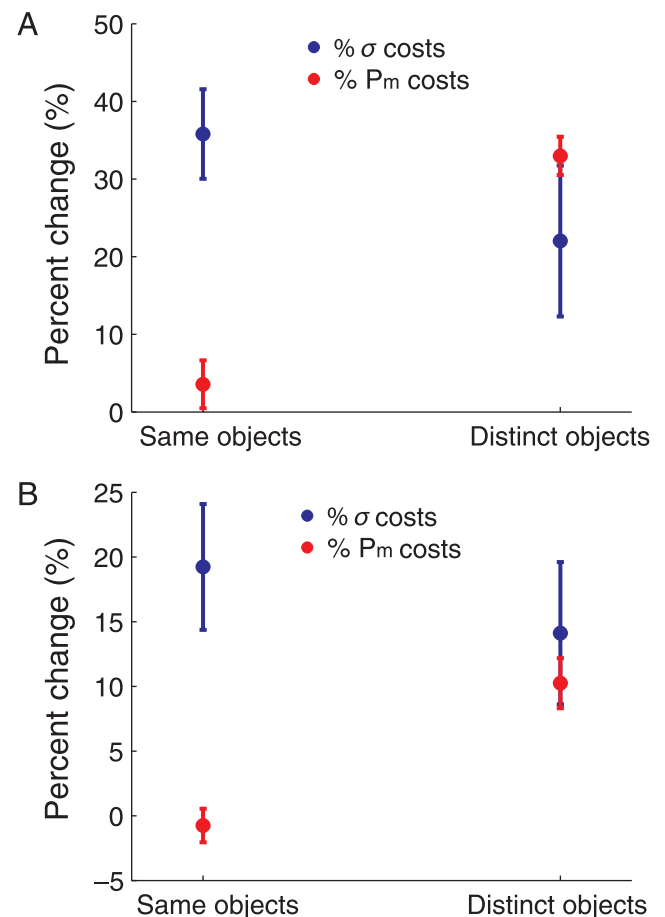 A
50
% σ costs
% Pm costs
40
30
20
10
0
Percent change (%)
Same objects
Distinct objects
B
25
% σ costs
% Pm costs
20
15
10
5
0
–5
Percent change (%)
Same objects
Distinct objects